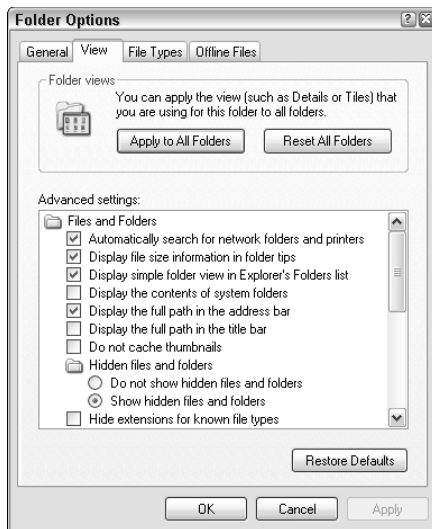 Folder Options
General View File Types Offline Files
Folder views
You can apply the view (such as Details or Tiles) that
you are using for this folder to all folders.
Apply to All Folders Reset All Folders
Advanced settings:
Files and Folders
Automatically search for network folders and printers
Display file size information in folder tips
Display simple folder view in Explorer's Folders list
Display the contents of system folders
Display the full path in the address bar
Display the full path in the title bar
Do not cache thumbnails
Hidden files and folders
Do not show hidden files and folders
Show hidden files and folders
Hide extensions for known file types
Restore Defaults
OK Cancel Apply